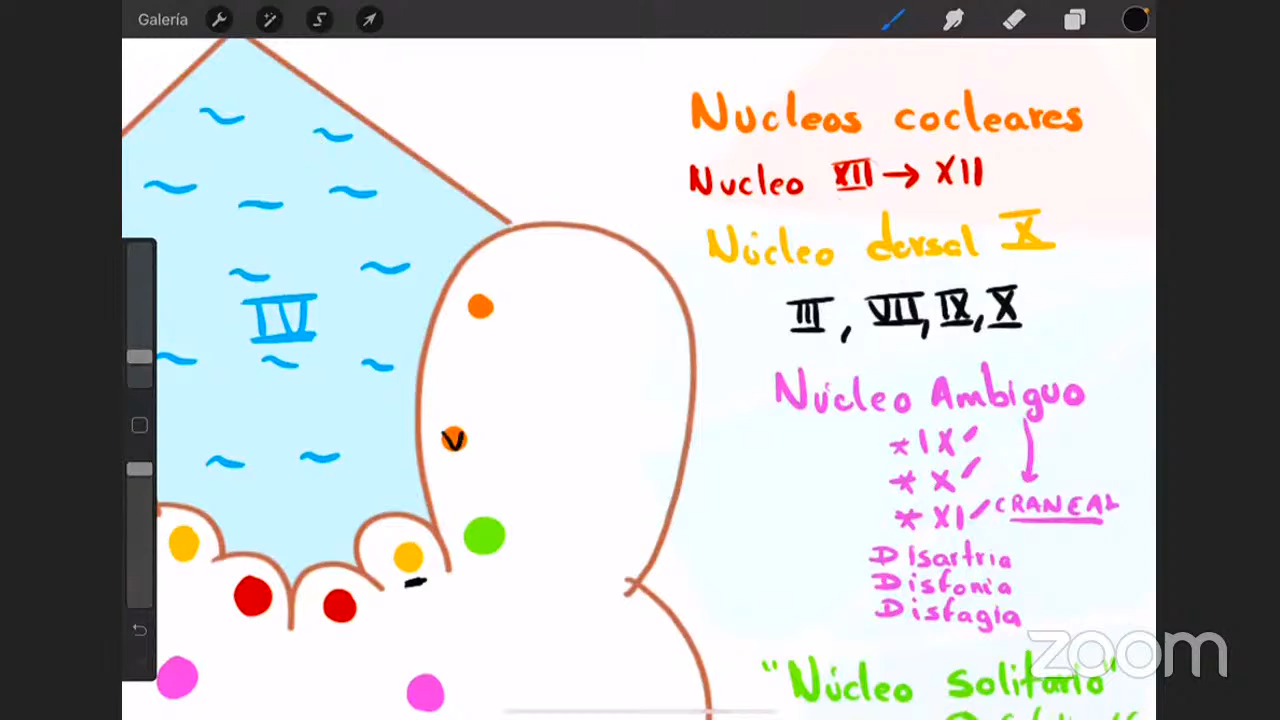 Galería
Nucleos cocleares
Nucleo XII → XII
Núcleo dorsal X
III, VII, IX, X
IV
Núcleo Ambiguo
* IX
* X
* XI CRANEAL
V
DIsartria
Disfonia
Disfagia
zoom
"Núcleo solitario"